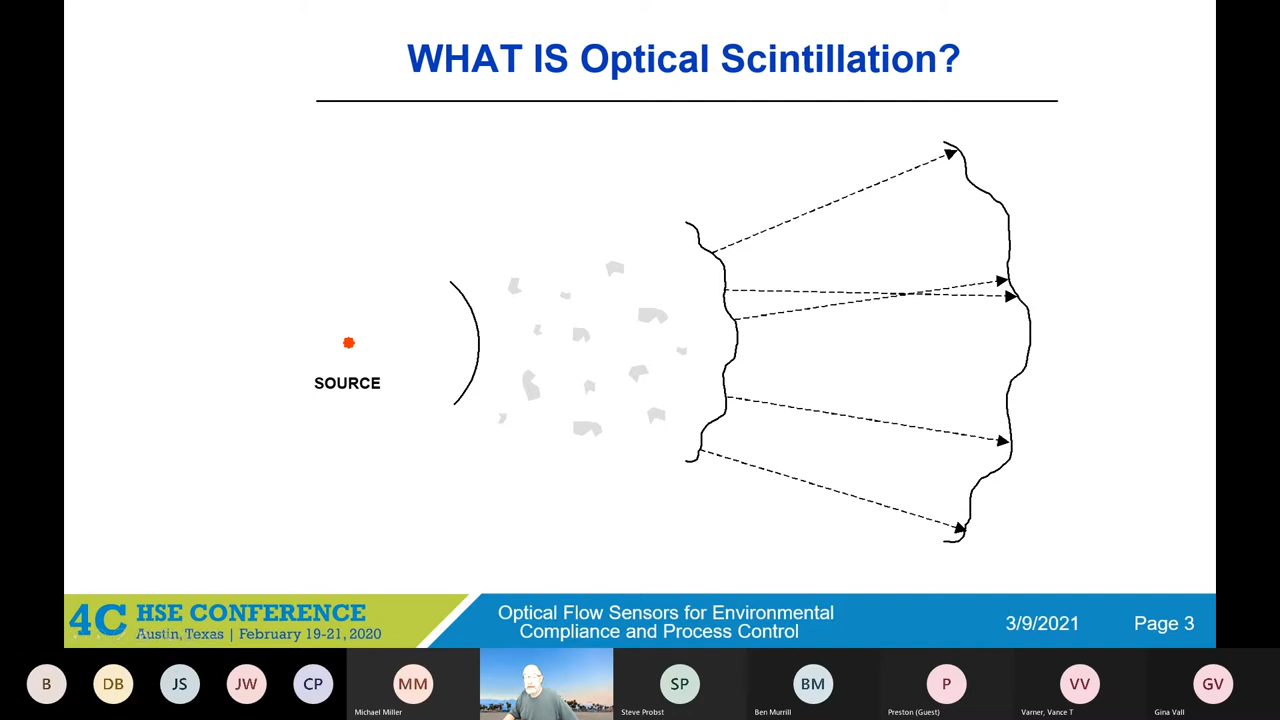 WHAT IS Optical Scintillation?
SOURCE
4C HSE CONFERENCE
Austin, Texas | February 19-21, 2020
Optical Flow Sensors for Environmental
Compliance and Process Control
3/9/2021
Page 3
B
DB
JS
JW
CP
MM
Michael Miller
SP
Steve Probst
BM
Ben Murrill
P
Preston (Guest)
VV
Varner, Vance T
GV
Gina Vall